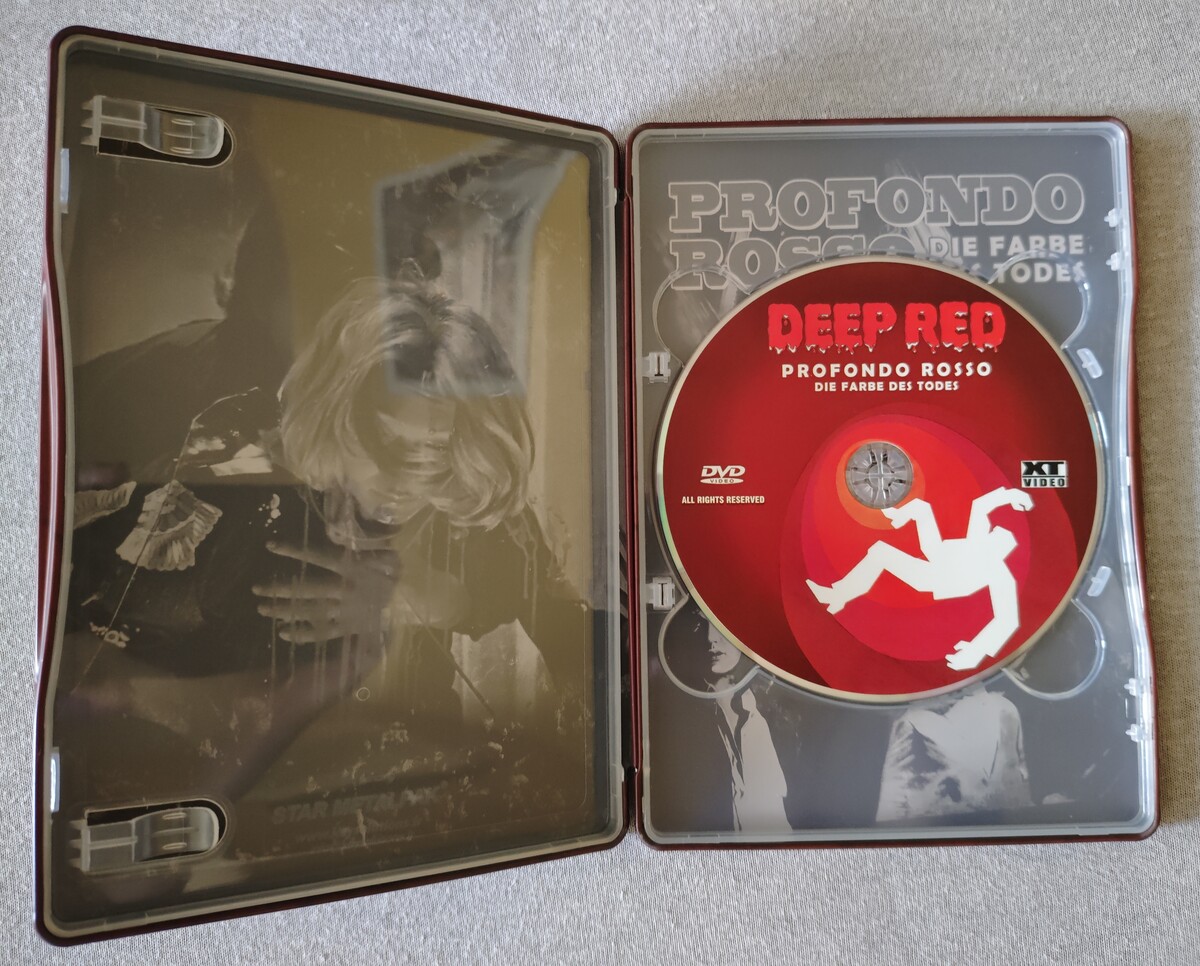 PROFONDO
ROSSO DIE FARBE
DES TODES
DEEP RED
PROFONDO ROSSO
DIE FARBE DES TODES
DVD
VIDEO
ALL RIGHTS RESERVED
XT
VIDEO
STAR METALPAK